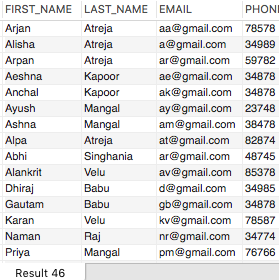 FIRST_NAME LAST_NAME EMAIL PHON
Arjan Atreja aa@gmail.com 78578
Alisha Atreja a@gmail.com 34989
Arpan Atreja ar@gmail.com 59782
Aeshna Kapoor ae@gmail.com 34878
Anchal Kapoor ak@gmail.com 34878
Ayush Mangal ay@gmail.com 23748
Ashna Mangal am@gmail.com 38478
Alpa Atreja at@gmail.com 82874
Abhi Singhania ar@gmail.com 48745
Alankrit Velu av@gmail.com 85378
Dhiraj Babu d@gmail.com 34985
Gautam Babu gb@gmail.com 34878
Karan Velu kv@gmail.com 78587
Naman Raj nr@gmail.com 34774
Priya Mangal pm@gmail.com 76766
Result 46